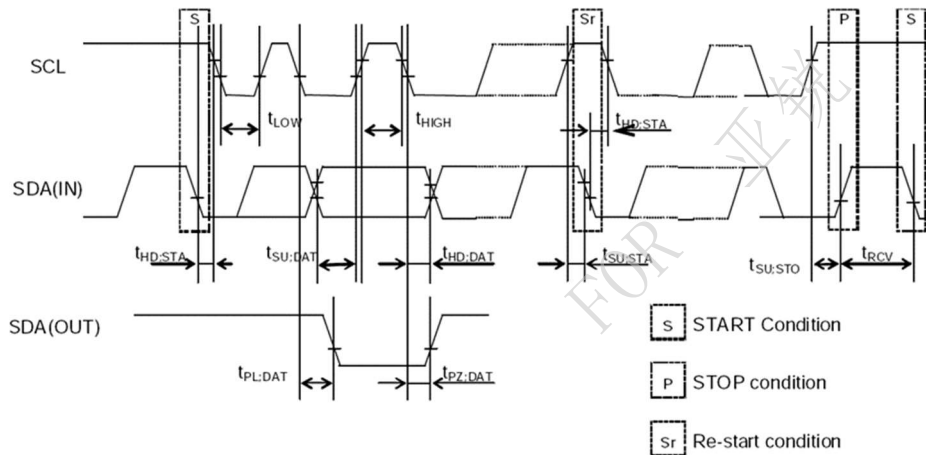 S Sr P S
SCL
tLOW tHIGH tHD:STA
SDA(IN)
tHD:STA tSU:DAT tHD:DAT tSU:STA tSU:STO tRCV
SDA(OUT)
tPL:DAT tPZ:DAT
S START Condition
P STOP condition
Sr Re-start condition
FOR 亚锐